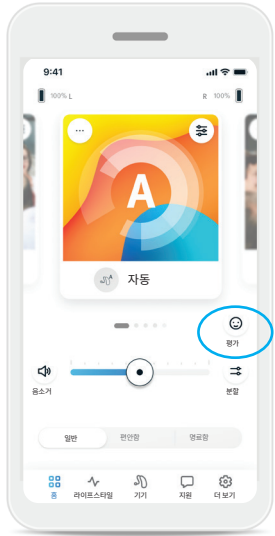 9:41
100% L
R 100%
A
자동
평가
음소거
분할
일반
편안함
명료함
홈
라이프스타일
기기
지원
더 보기